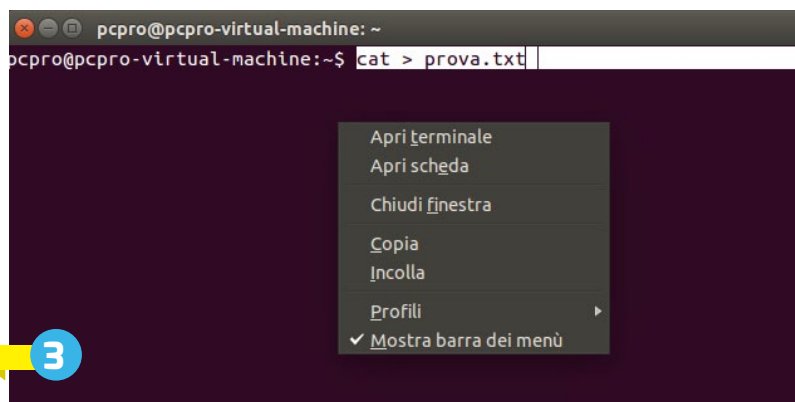 pcpro@pcpro-virtual-machine: ~
pcpro@pcpro-virtual-machine:~$ cat > prova.txt
Apri terminale
Apri scheda
Chiudi finestra
Copia
Incolla
Profili
Mostra barra dei menù
3